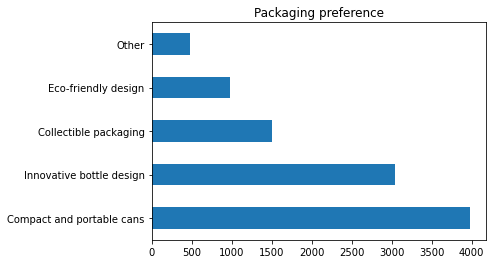 Packaging preference
Other
Eco-friendly design
Collectible packaging
Innovative bottle design
Compact and portable cans
0 500 1000 1500 2000 2500 3000 3500 4000